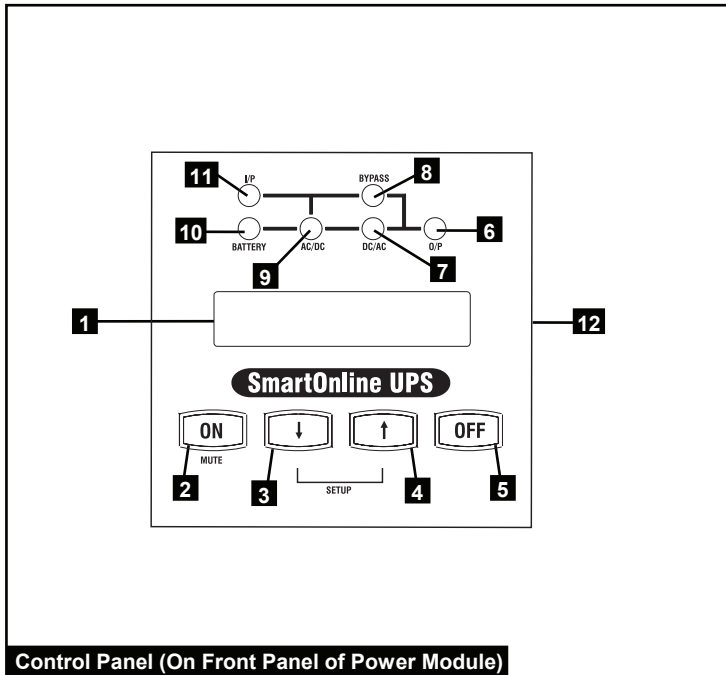 I/P BYPASS
11 8
10 6
BATTERY AC/DC DC/AC O/P
9 7
1 12
SmartOnline UPS
ON ↓ ↑ OFF
MUTE
2 3 4 5
SETUP
Control Panel (On Front Panel of Power Module)